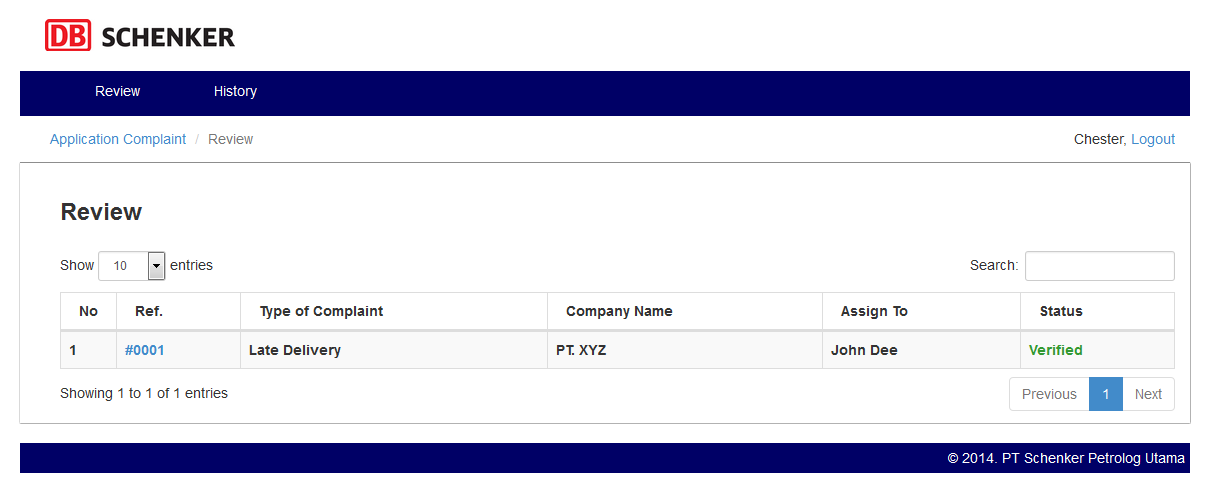 DB SCHENKER
Review History
Application Complaint / Review Chester, Logout
Review
Show 10 entries Search:
No Ref. Type of Complaint Company Name Assign To Status
1 #0001 Late Delivery PT. XYZ John Dee Verified
Showing 1 to 1 of 1 entries Previous 1 Next
© 2014. PT Schenker Petrolog Utama